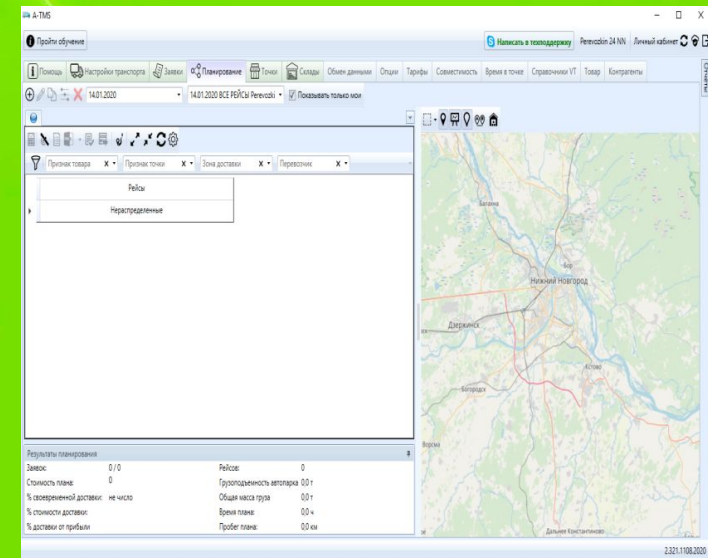 A-TMS
Пройти обучение
Написать в техподдержку Perevozkin 24 NN Личный кабинет
Помощь Настройки транспорта Заявки Планирование Точки Склады Обмен данными Опции Тарифы Совместимость Время в точке Справочники VT Товар Контрагенты
14.01.2020 14.01.2020 ВСЕ РЕЙСЫ Perevozki Показывать только мои
Признак товара X Признак точки X Зона доставки X Перевозчик X
Рейсы
Нераспределенные
Балахна
Бор
Нижний Новгород
Дзержинск
Кстово
Богородск
Ворсма
Дальнее Константиново
Результаты планирования
Заявок: 0 / 0 Рейсов: 0
Стоимость плана: 0 Грузоподъемность автопарка 0,0 т
% своевременной доставки: не число Общая масса груза 0,0 т
% стоимости доставки: Время плана: 0,0 ч
% доставки от прибыли Пробег плана: 0,0 км
2.321.1108.2020